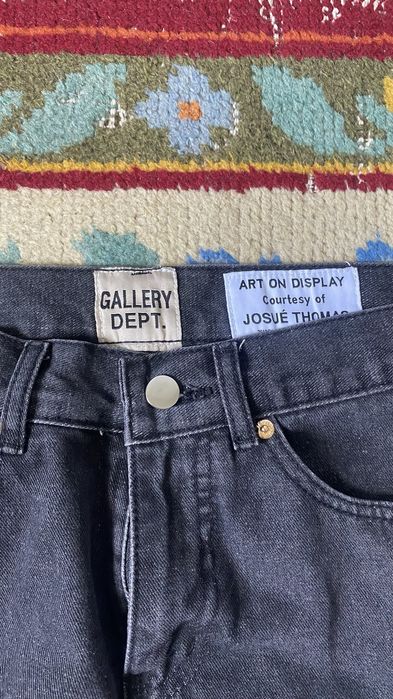 GALLERY
DEPT.
ART ON DISPLAY
Courtesy of
JOSUÉ THOMAS